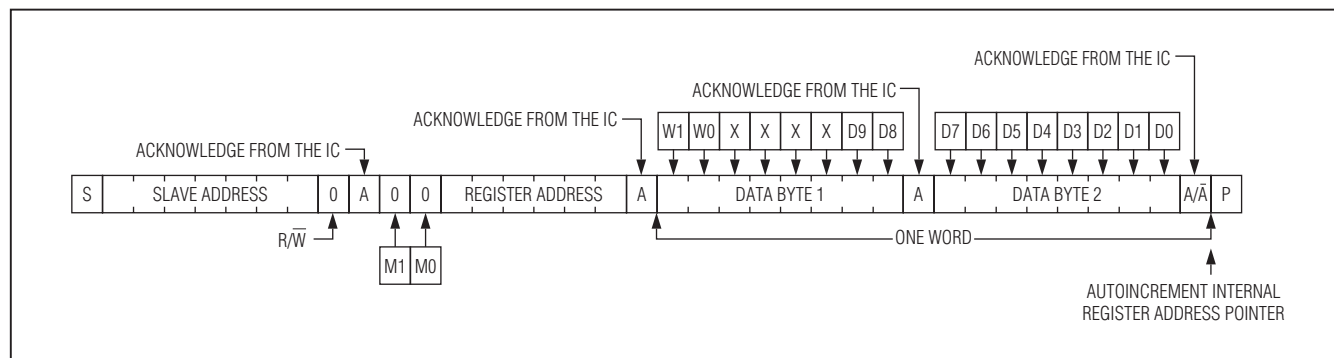 ACKNOWLEDGE FROM THE IC
ACKNOWLEDGE FROM THE IC
W1 W0 X X X X D9 D8
D7 D6 D5 D4 D3 D2 D1 D0
ACKNOWLEDGE FROM THE IC
ACKNOWLEDGE FROM THE IC
S SLAVE ADDRESS 0 A 0 0 REGISTER ADDRESS A DATA BYTE 1 A DATA BYTE 2 A/A̅ P
R/W̅
ONE WORD
M1 M0
AUTOINCREMENT INTERNAL
REGISTER ADDRESS POINTER